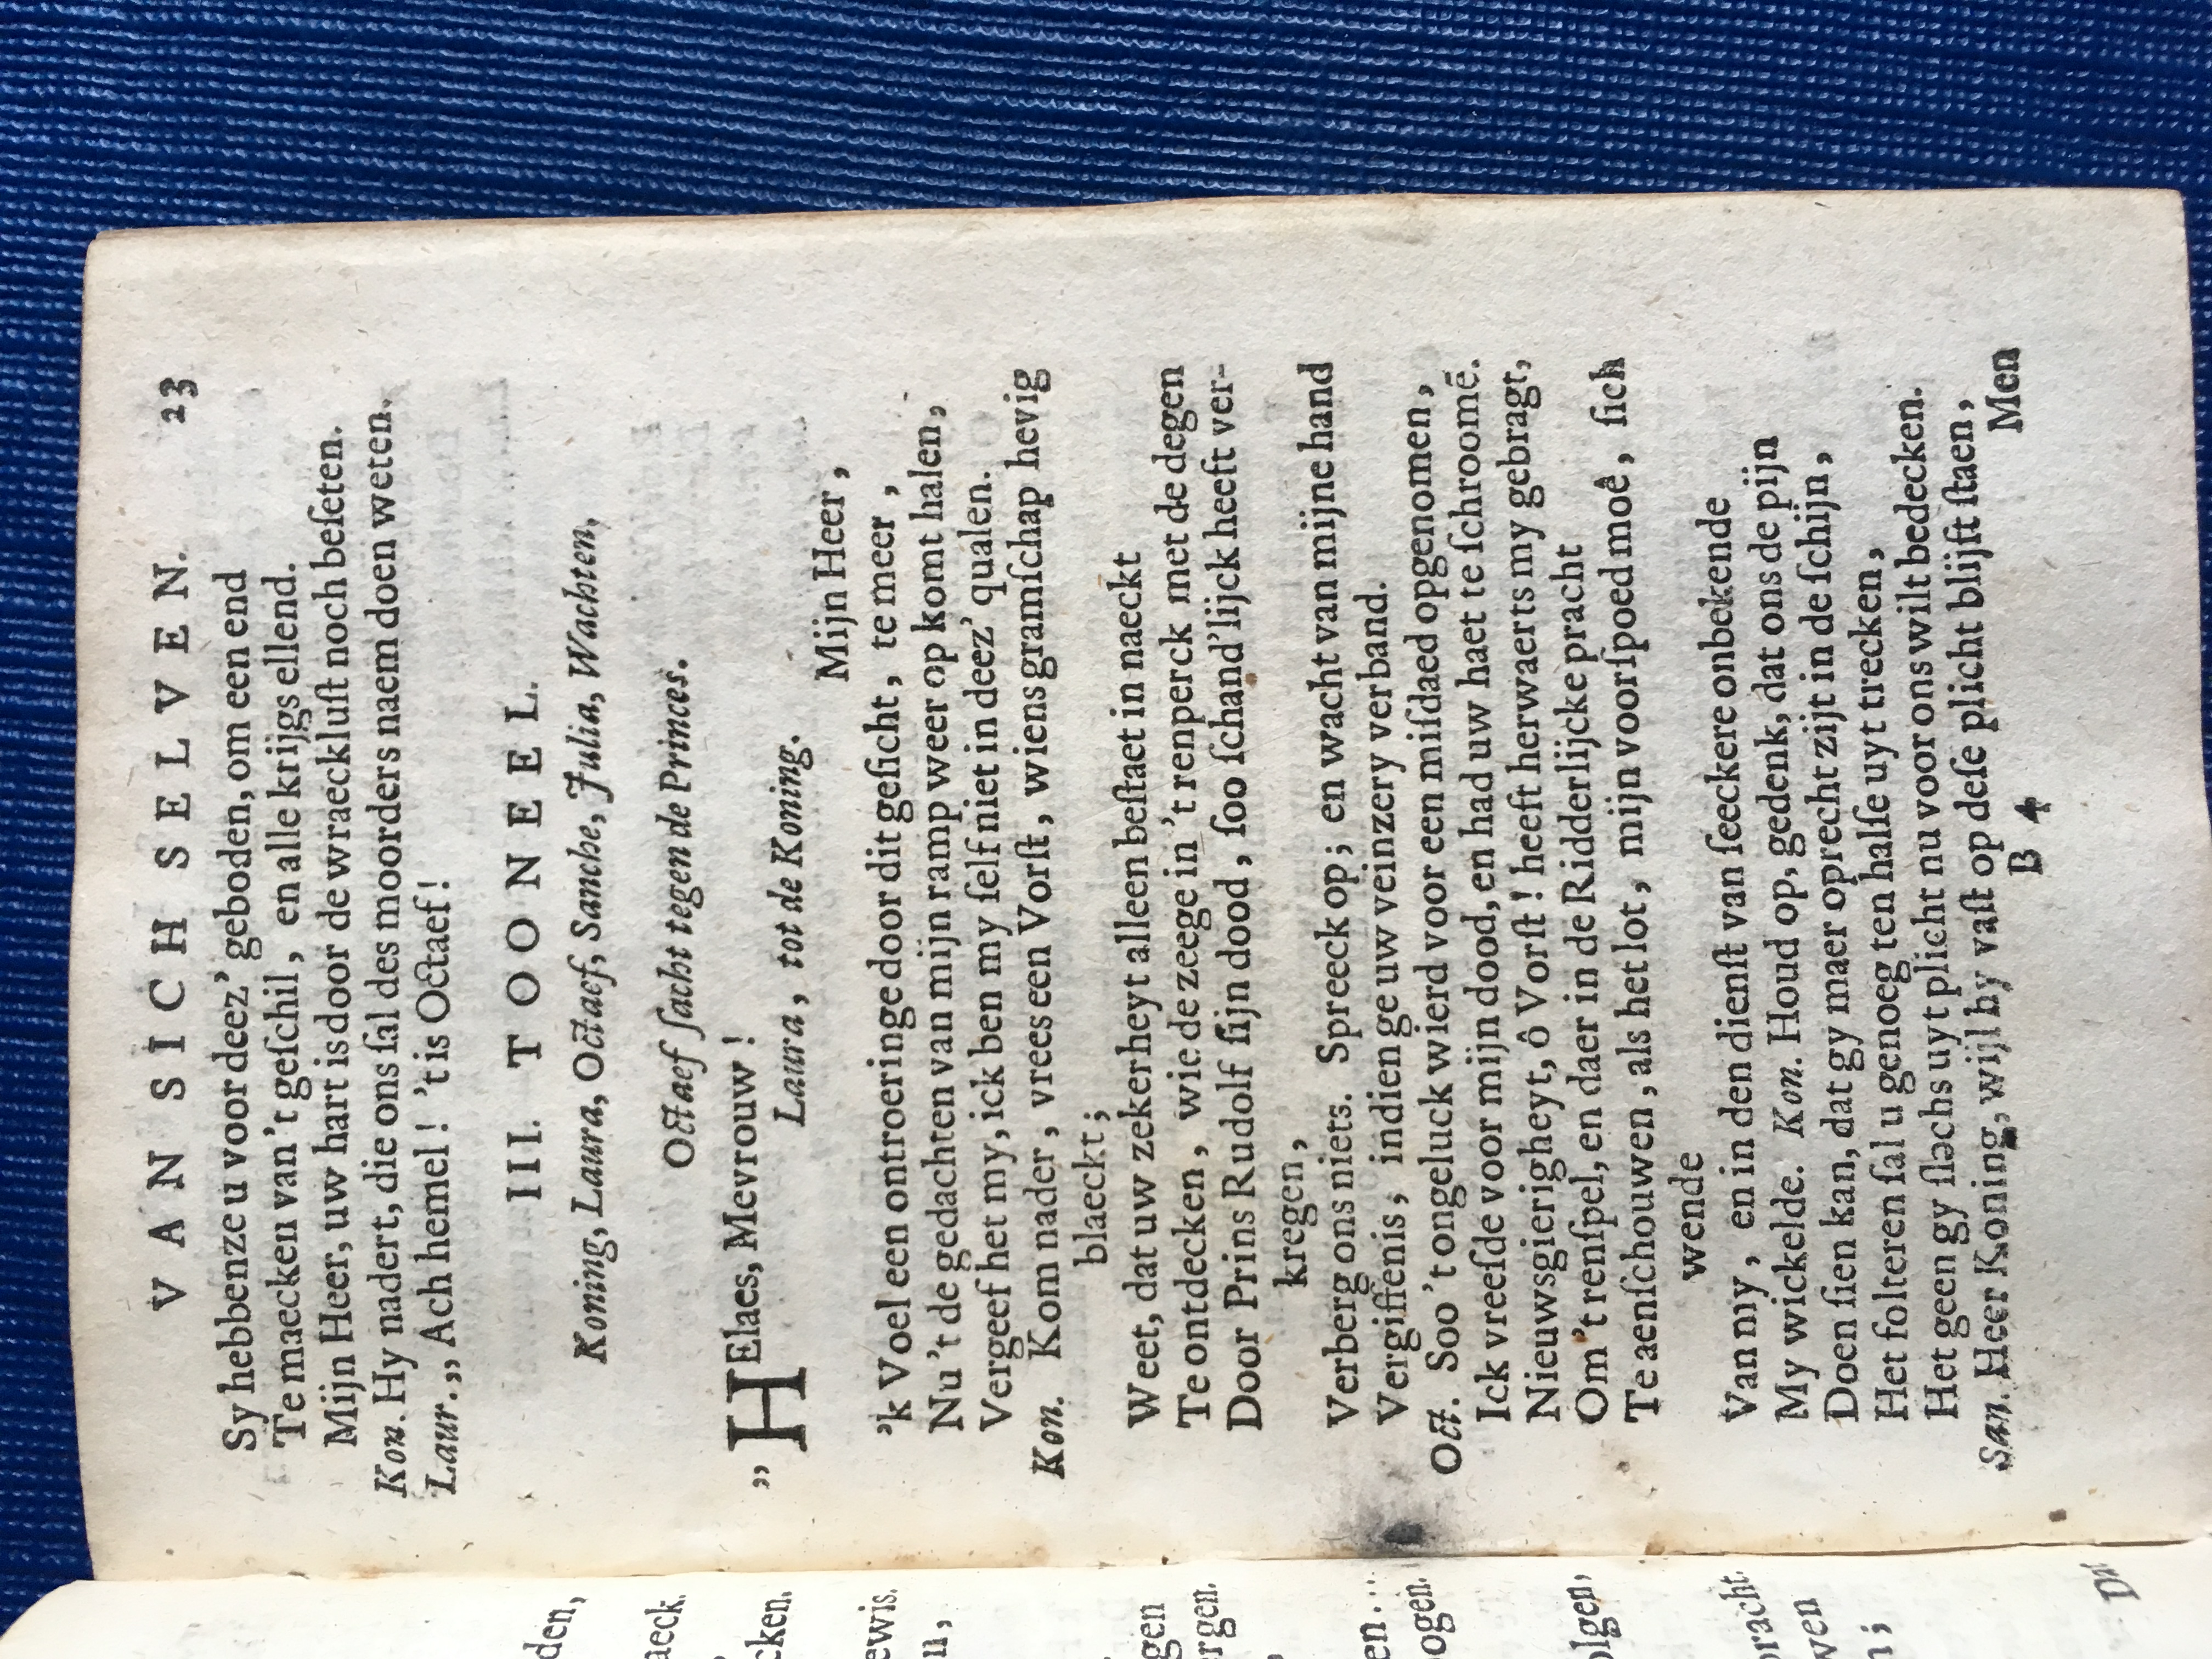 VAN SICH SELVEN. 23
Sy hebben ze u voor deez' geboden, om een end
Te maecken van 't geſchil, en alle krijgs ellend.
Mijn Heer, uw hart is door de wraeckluſt noch beſeten.
Kon. Hy nadert, die ons ſal des moorders naem doen weten.
Laur. ,, Ach hemel! 't is Octaef!
III. TOONEEL.
Koning, Laura, Octaef, Sanche, Julia, Wachten,
Octaef ſacht tegen de Princes.
,, HElaes, Mevrouw!
Laura, tot de Koning.
Mijn Heer,
'k Voel een ontroeringe door dit geſicht, te meer,
Nu 't de gedachten van mijn ramp weer op komt halen,
Vergeef het my, ick ben my ſelf niet in deez' qualen.
Kon. Kom nader, vrees een Vorſt, wiens gramſchap hevig
blaeckt;
Weet, dat uw zekerheyt alleen beſtaet in naeckt
Te ontdecken, wie de zeege in 't renperck met de degen
Door Prins Rudolf ſijn dood, ſoo ſchand'lijck heeft ver-
kregen,
Verberg ons niets. Spreeck op; en wacht van mijne hand
Vergiffenis, indien ge uw veinzery verband.
Oct. Soo 't ongeluck wierd voor een miſdaed opgenomen,
Ick vreeſde voor mijn dood, en had uw haet te ſchroomē.
Nieuwsgierigheyt, ô Vorſt! heeft herwaerts my gebragt,
Om 't renſpel, en daer in de Ridderlijcke pracht
Te aenſchouwen, als het lot, mijn voorſpoed moê, ſich
wende
Van my, en in den dienſt van ſeeckere onbekende
My wickelde. Kon. Houd op, gedenk, dat ons de pijn
Doen ſien kan, dat gy maer oprecht zijt in de ſchijn,
Het folteren ſal u genoeg ten halſe uyt trecken,
Het geen gy ſlechs uyt plicht nu voor ons wilt bedecken.
San. Heer Koning, wijl hy vaſt op deſe plicht blijft ſtaen,
B 4 Men
den,
aeck.
cken.
ewis.
u,
gen
ergen.
en...
ogen.
olgen,
pracht
wen
n;